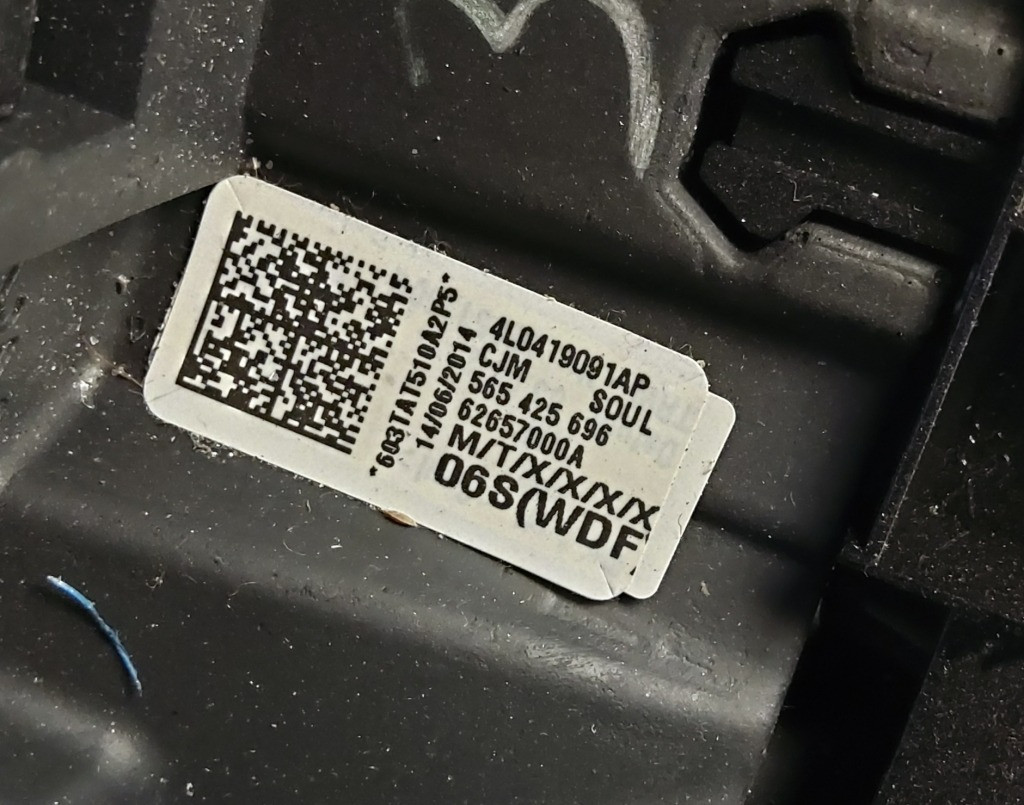 *603TAT510A2P5*
14/06/2014
4L0419091AP
CJM SOUL
565 425 696
62657000A
M/T/X/X/X/X
06S(WDF